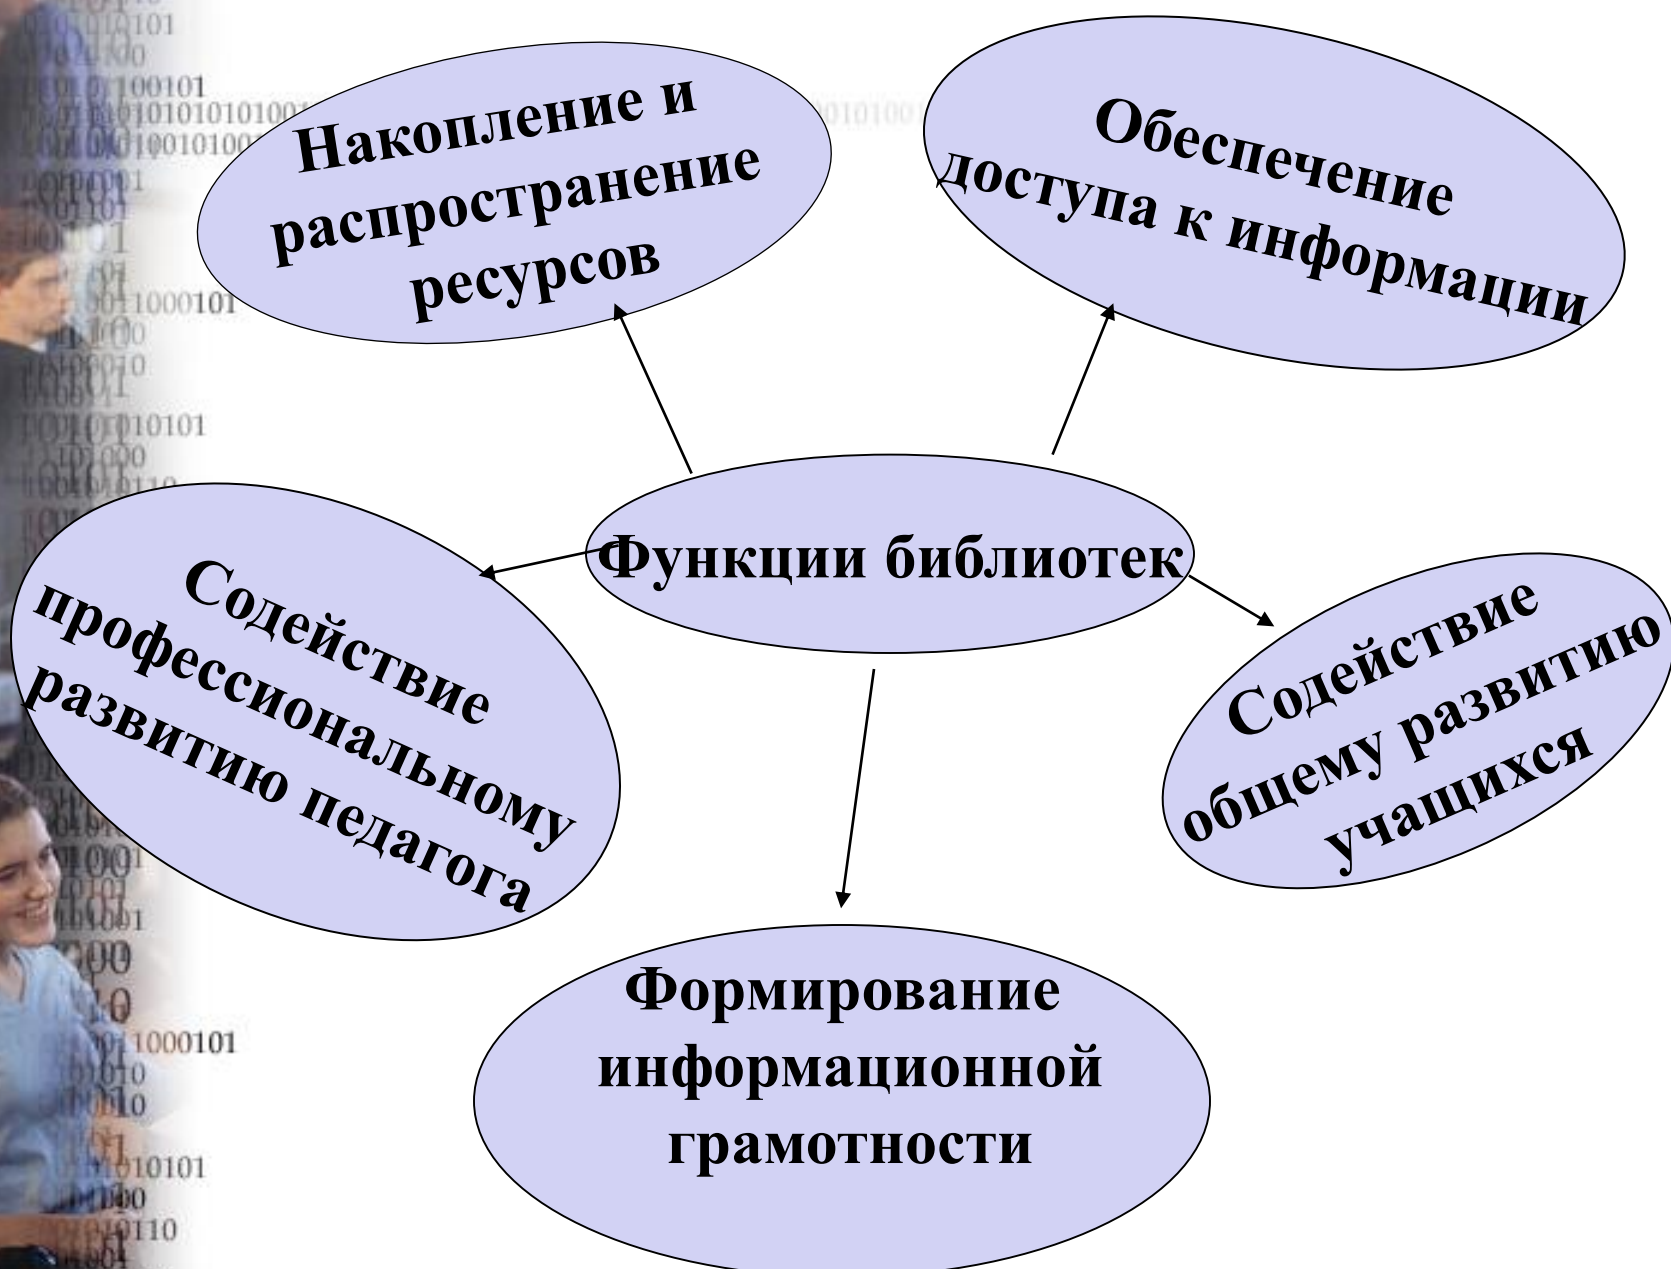 Накопление и
распространение
ресурсов
Обеспечение
доступа к информации
Функции библиотек
Содействие
профессиональному
развитию педагога
Содействие
общему развитию
учащихся
Формирование
информационной
грамотности